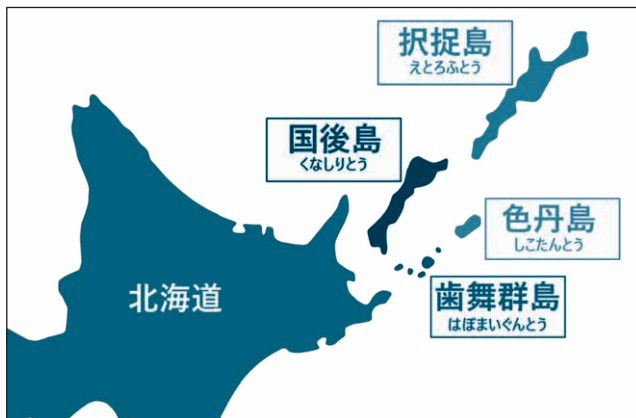 択捉島
えとろふとう
国後島
くなしりとう
色丹島
しこたんとう
北海道
歯舞群島
はぼまいぐんとう